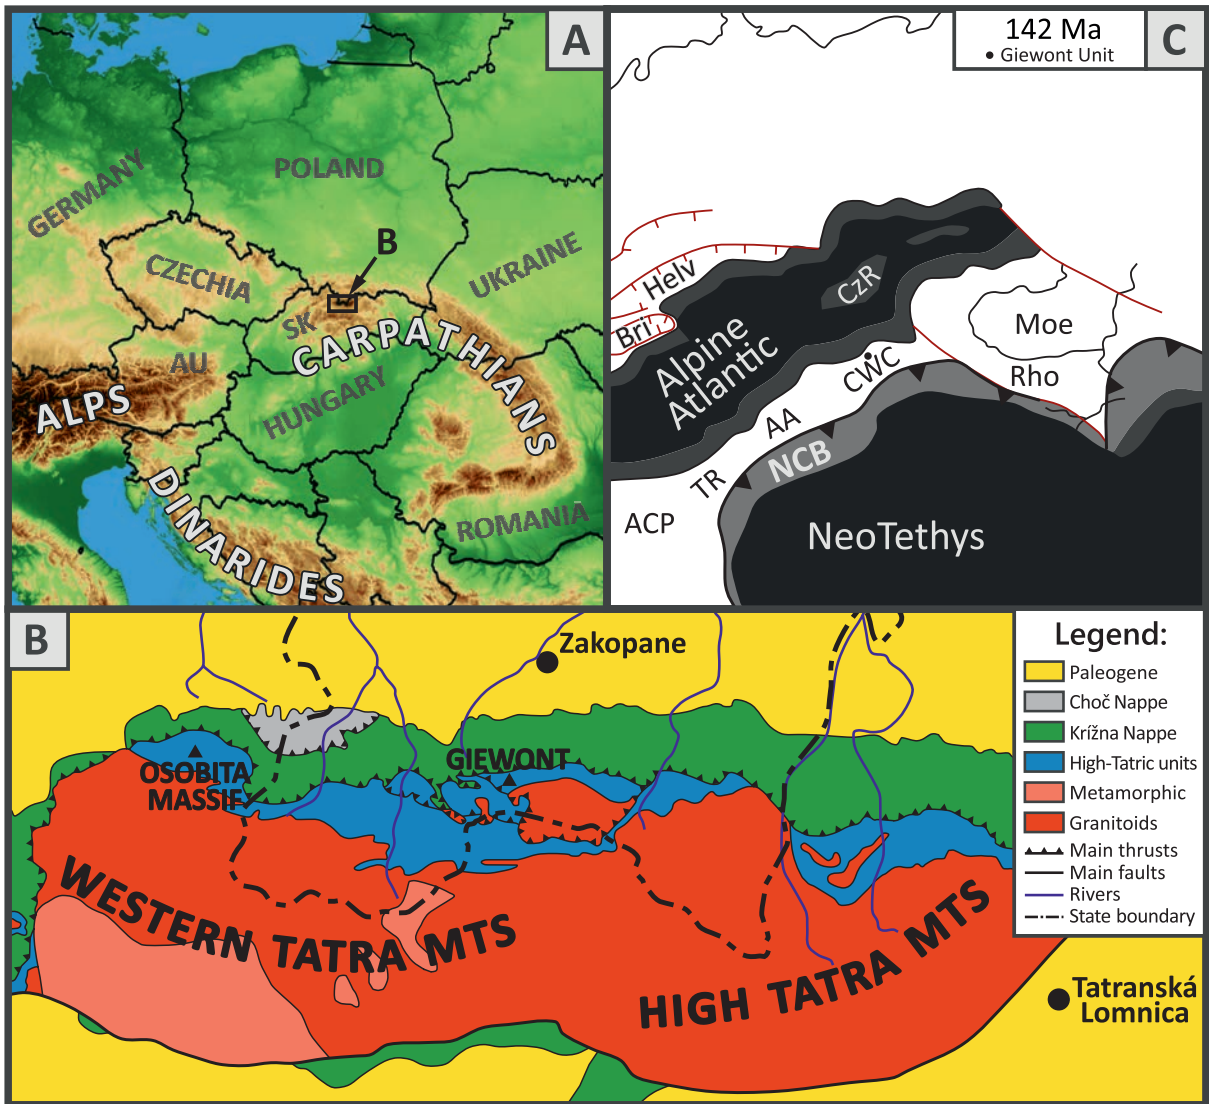 A
GERMANY
POLAND
B
CZECHIA
UKRAINE
SK
CARPATHIANS
AU
ALPS
HUNGARY
DINARIDES
ROMANIA
142 Ma
• Giewont Unit
C
Helv
CzR
Bri
Moe
Alpine
Atlantic
CWC
Rho
AA
NCB
TR
ACP
NeoTethys
B
Zakopane
GIEWONT
OSOBITA
MASSIF
WESTERN TATRA MTS
HIGH TATRA MTS
Tatranská
Lomnica
Legend:
Paleogene
Choč Nappe
Krížna Nappe
High-Tatric units
Metamorphic
Granitoids
Main thrusts
Main faults
Rivers
State boundary